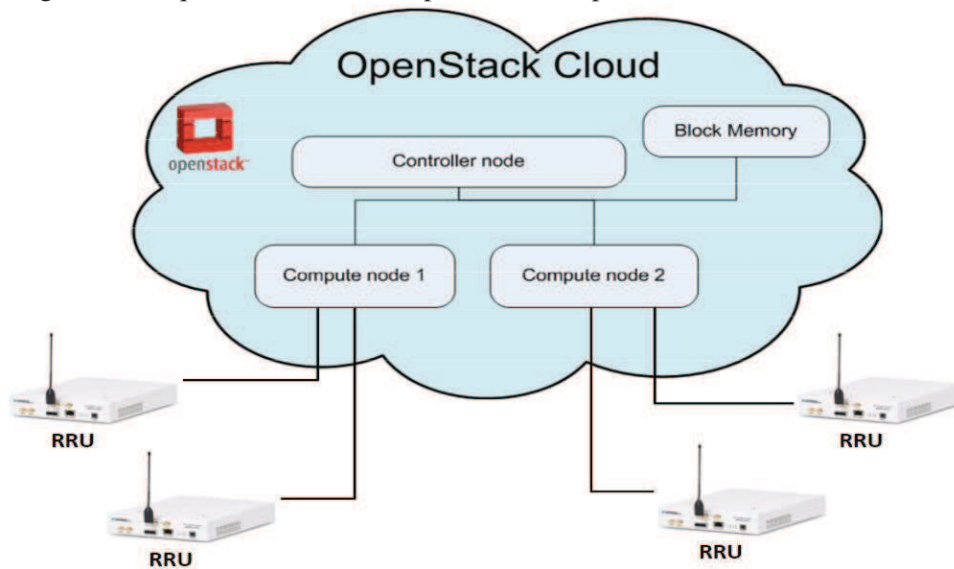 OpenStack Cloud
openstack
Block Memory
Controller node
Compute node 1
Compute node 2
RRU
RRU
RRU
RRU